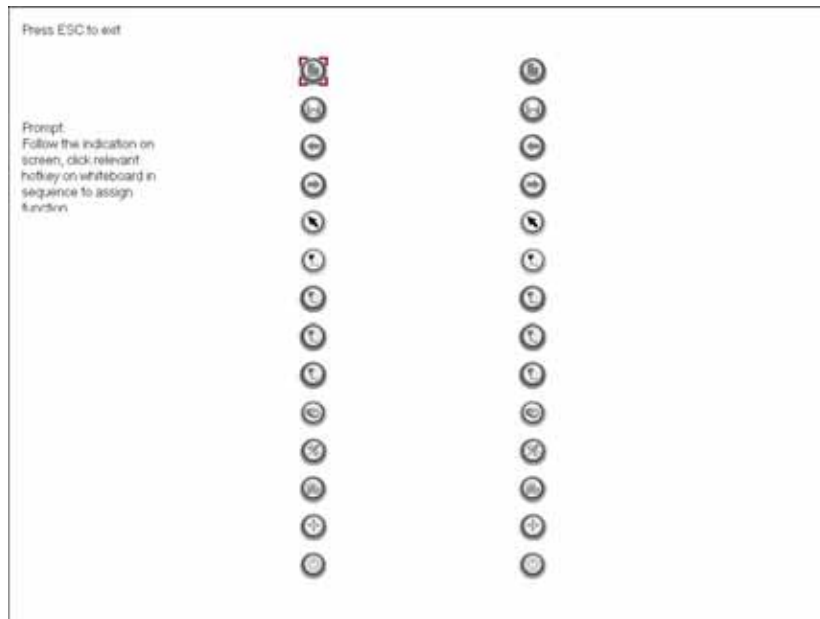 Press ESC to exit
Prompt:
Follow the indication on
screen, click relevant
hotkey on whiteboard in
sequence to assign
function